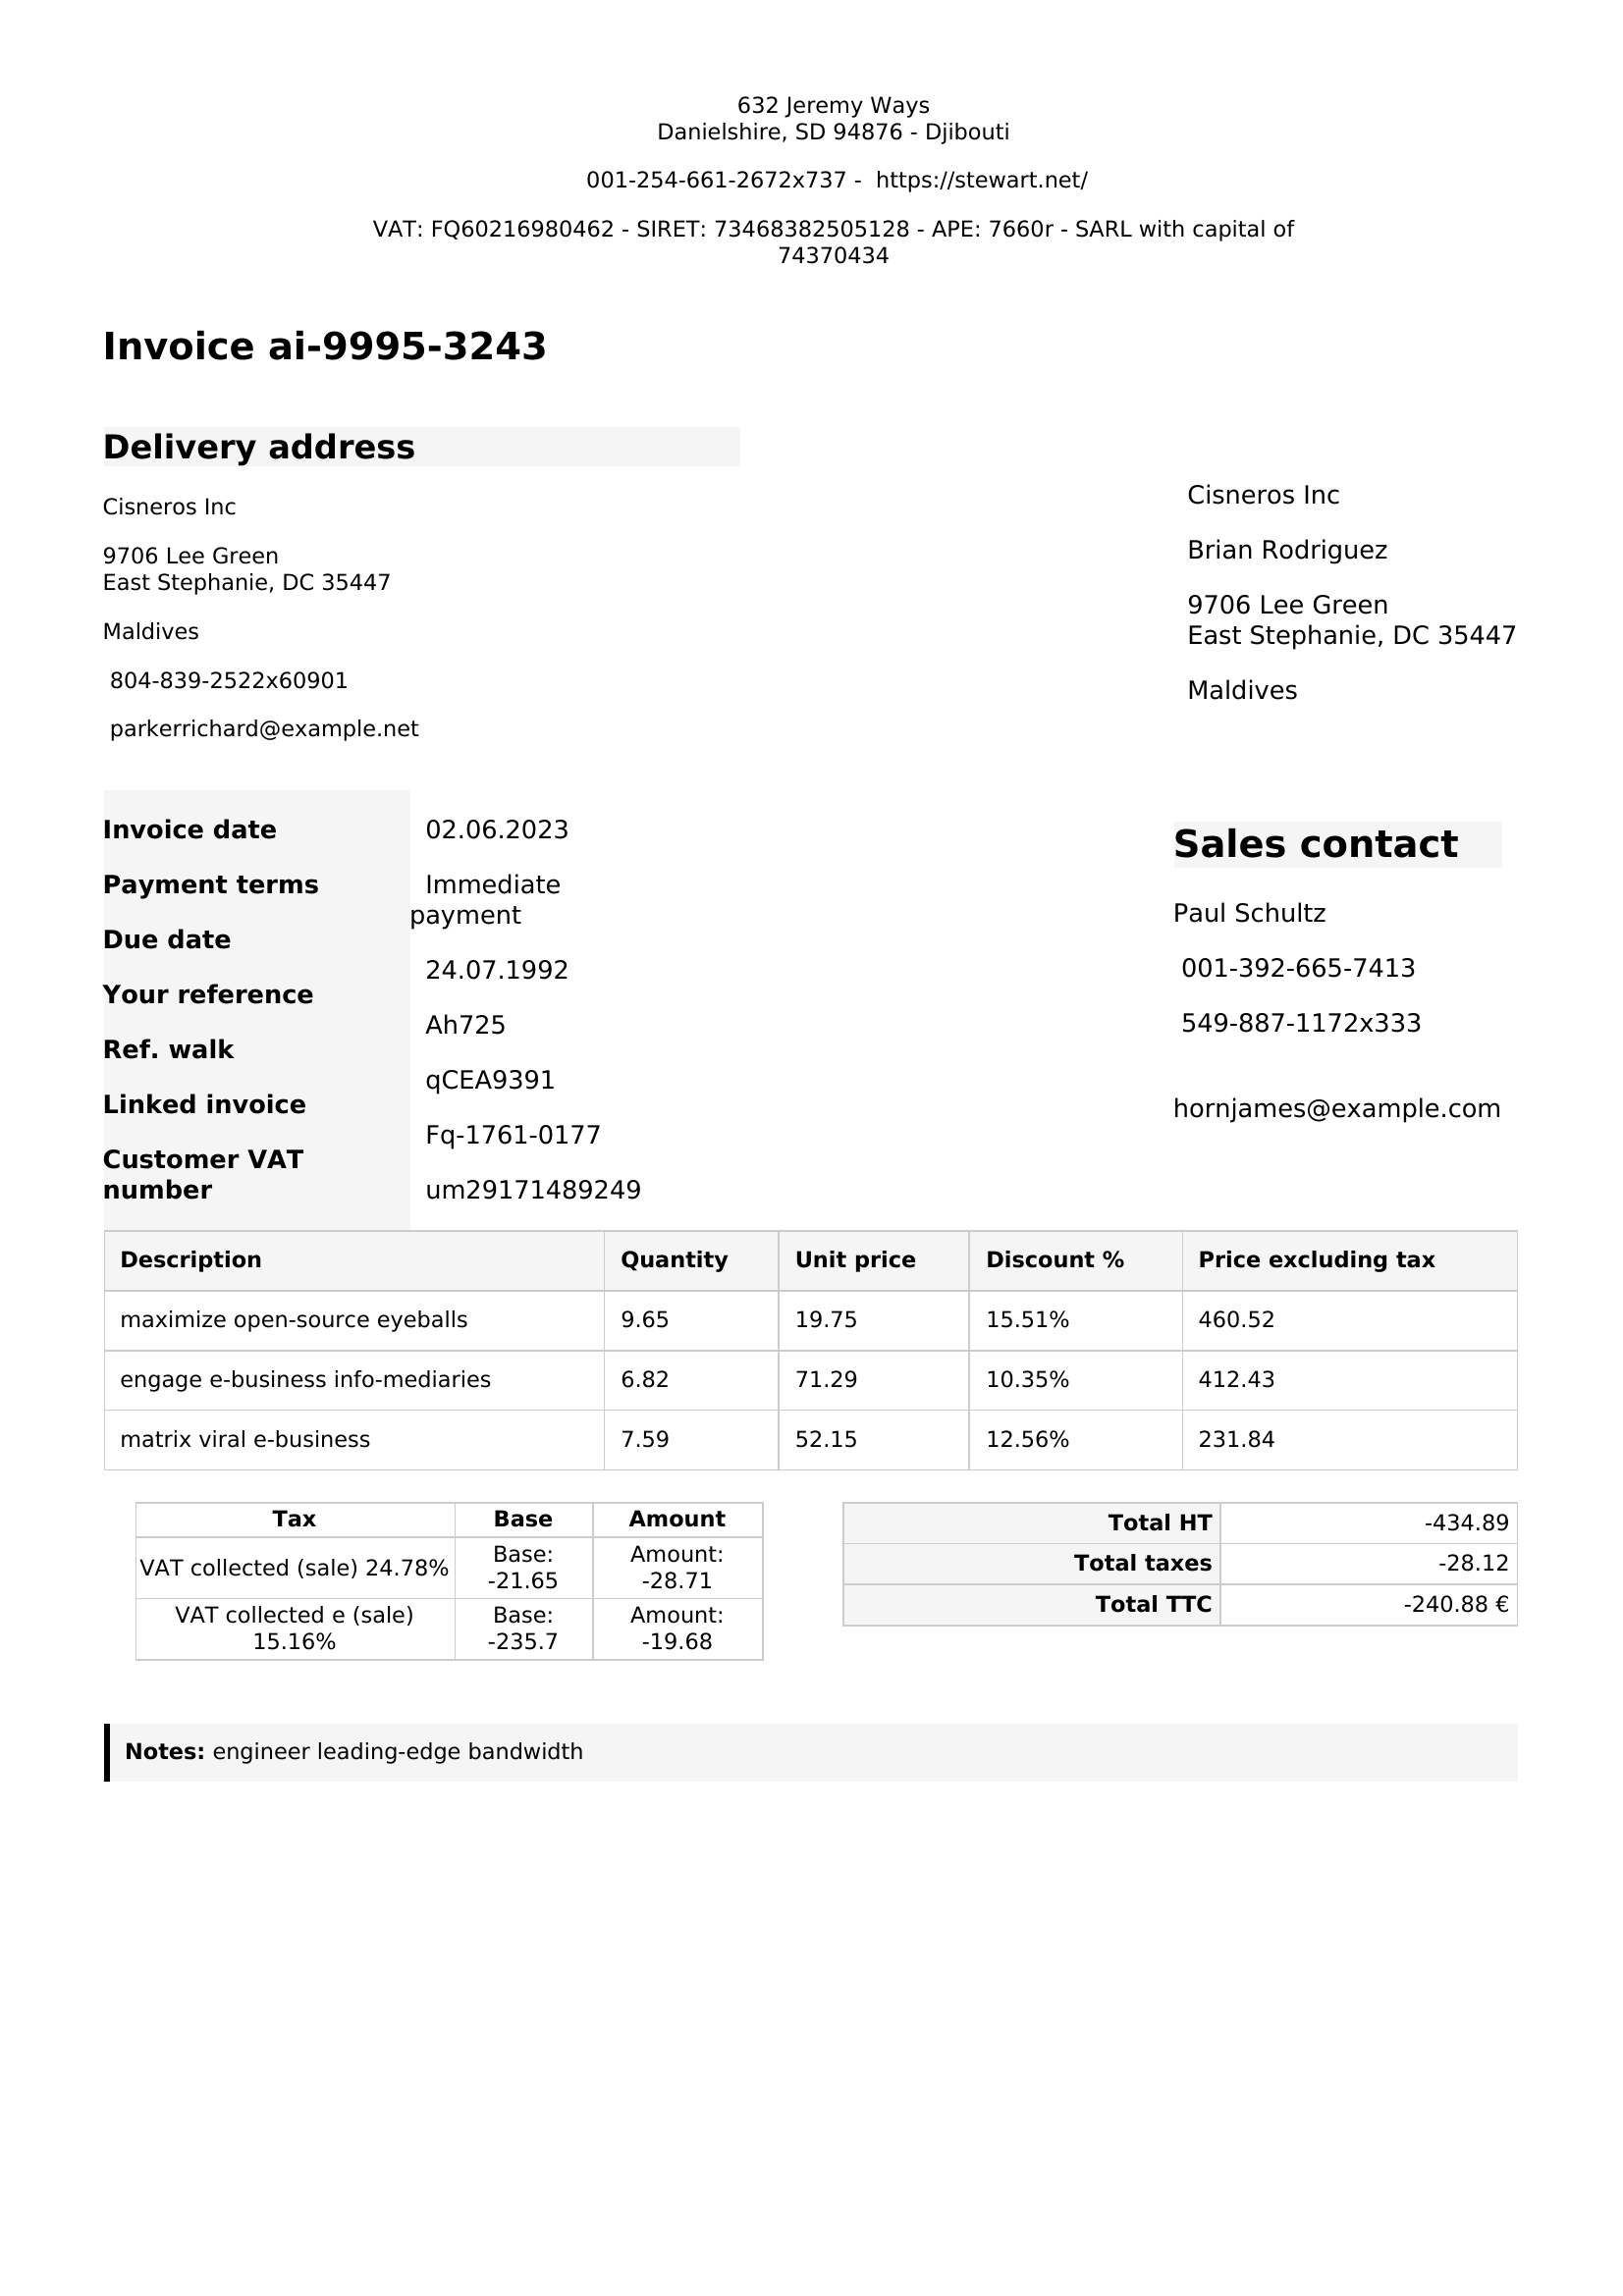 632 Jeremy Ways
Danielshire, SD 94876 - Djibouti
001-254-661-2672x737 - https://stewart.net/
VAT: FQ60216980462 - SIRET: 73468382505128 - APE: 7660r - SARL with capital of
74370434
Invoice ai-9995-3243
Delivery address
Cisneros Inc
9706 Lee Green
East Stephanie, DC 35447
Maldives
804-839-2522x60901
parkerrichard@example.net
Cisneros Inc
Brian Rodriguez
9706 Lee Green
East Stephanie, DC 35447
Maldives
Invoice date
Payment terms
Due date
Your reference
Ref. walk
Linked invoice
Customer VAT
number
02.06.2023
Immediate
payment
24.07.1992
Ah725
qCEA9391
Fq-1761-0177
um29171489249
Sales contact
Paul Schultz
001-392-665-7413
549-887-1172x333
hornjames@example.com
Description Quantity Unit price Discount % Price excluding tax
maximize open-source eyeballs 9.65 19.75 15.51% 460.52
engage e-business info-mediaries 6.82 71.29 10.35% 412.43
matrix viral e-business 7.59 52.15 12.56% 231.84
Tax Base Amount
VAT collected (sale) 24.78% Base: -21.65 Amount: -28.71
VAT collected e (sale) 15.16% Base: -235.7 Amount: -19.68
Total HT -434.89
Total taxes -28.12
Total TTC -240.88 €
Notes: engineer leading-edge bandwidth